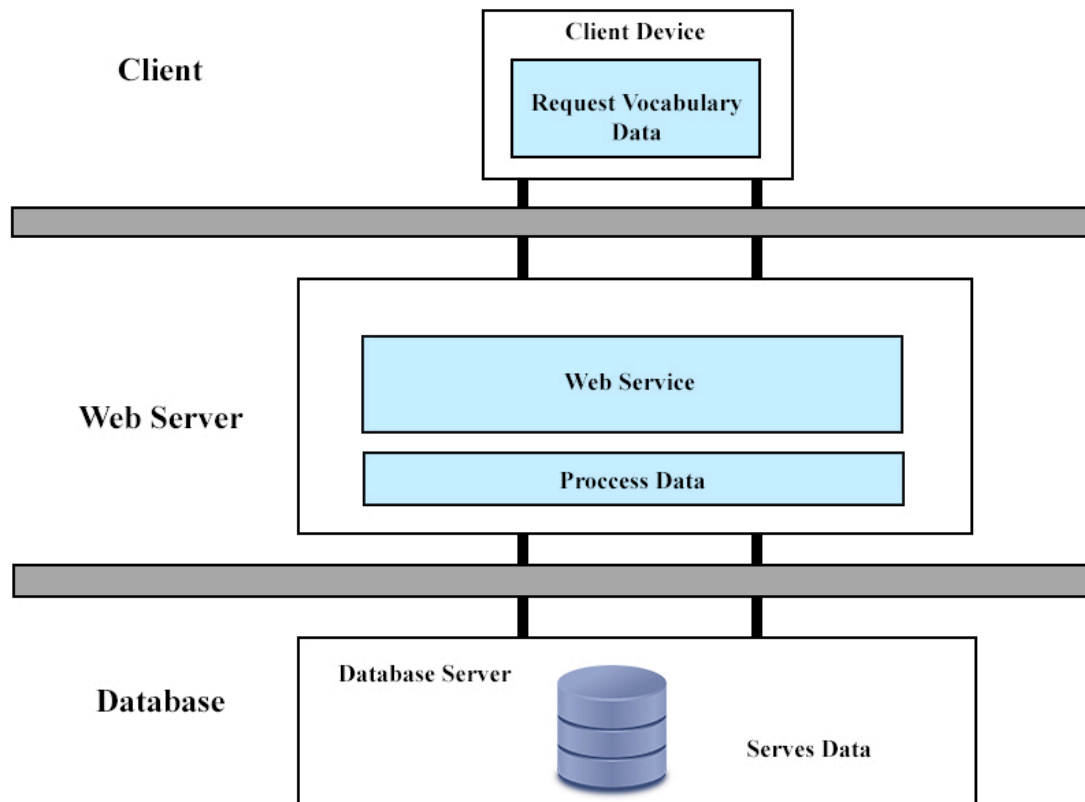 Client Device
Client
Request Vocabulary
Data
Web Service
Web Server
Proccess Data
Database Server
Database
Serves Data